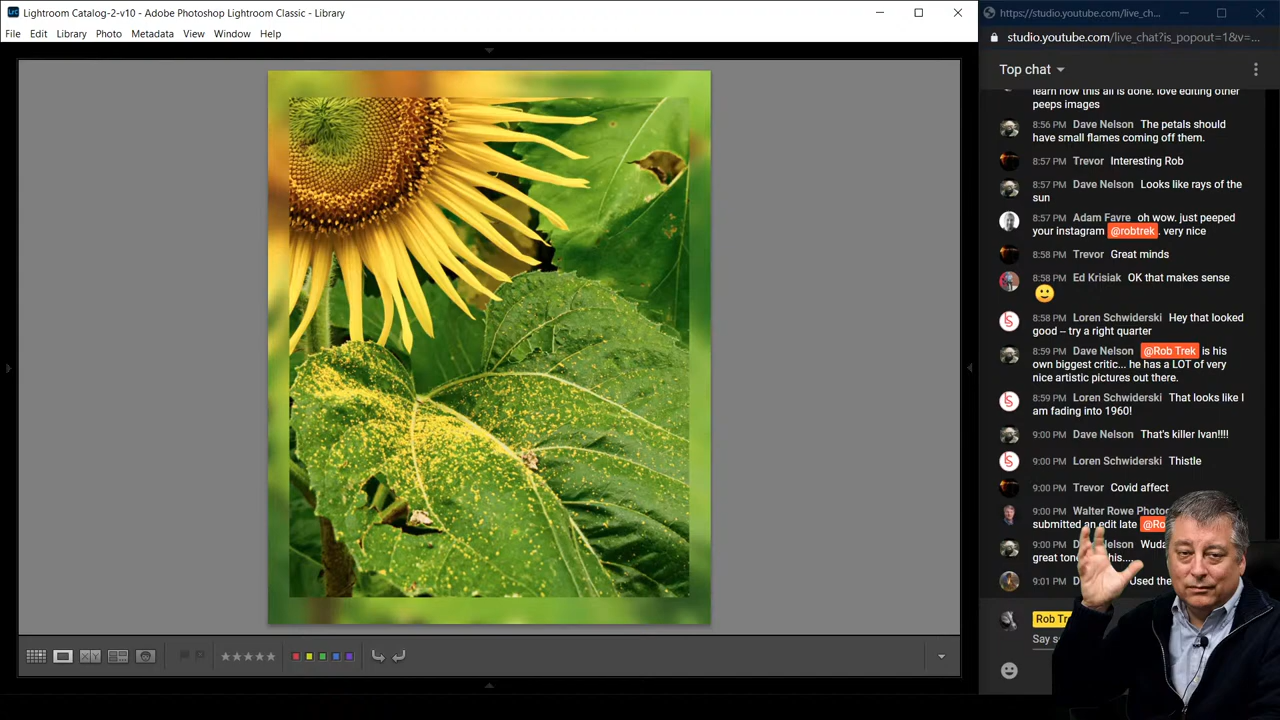 Lightroom Catalog-2-v10 - Adobe Photoshop Lightroom Classic - Library
File Edit Library Photo Metadata View Window Help
https://studio.youtube.com/live_ch...
studio.youtube.com/live_chat?is_popout=1&v=...
Top chat
learn how this all is done. love editing other
peeps images
8:56 PM Dave Nelson The petals should
have small flames coming off them.
8:57 PM Trevor Interesting Rob
8:57 PM Dave Nelson Looks like rays of the
sun
Adam Favre oh wow. just peeped
your instagram @robtrek . very nice
8:58 PM Trevor Great minds
8:58 PM Ed Krisiak OK that makes sense
8:58 PM Loren Schwiderski Hey that looked
good -- try a right quarter
8:59 PM Dave Nelson @Rob Trek is his
own biggest critic... he has a LOT of very
nice artistic pictures out there.
8:59 PM Loren Schwiderski That looks like I
am fading into 1960!
9:00 PM Dave Nelson That's killer Ivan!!!!
9:00 PM Loren Schwiderski Thistle
9:00 PM Trevor Covid affect
9:00 PM Walter Rowe
submitted an edit late
9:00 PM
great
9:01 PM Used
Rob
Say
XY